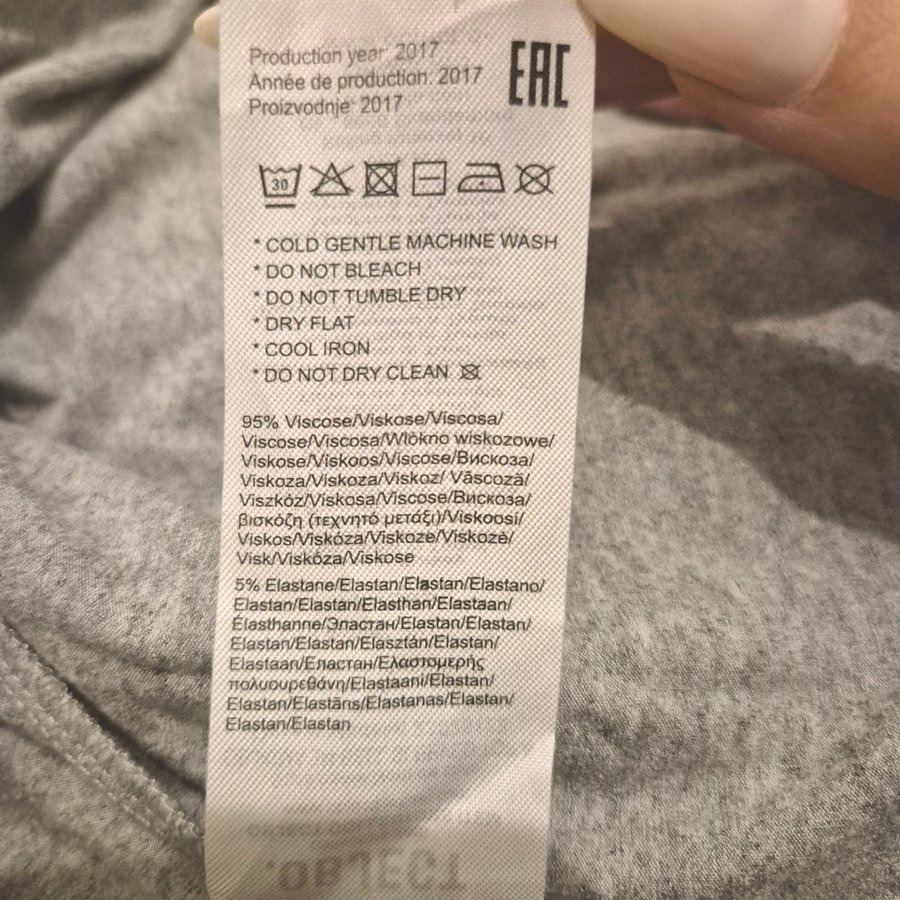 Production year 2017
Année de production. 2017
Proizvodnje 2017
EAC
30
* COLD GENTLE MACHINE WASH
* DO NOT BLEACH
* DO NOT TUMBLE DRY
* DRY FLAT
* COOL IRON
* DO NOT DRY CLEAN
95% Viscose/Viskose/Viscosa/
Viscose/Viscosa/Włókno wiskozowe/
Viskose/Viskoos/Viscose/Вискоза/
Viskoza/Viskoza/Viskoz/ Vâscoză/
Viszkóz/Viskosa/Viscose/Вискоза/
βισκόζη (τεχνητό μετάξι)/Viskoosi/
Viskos/Viskóza/Viskoze/Viskozė/
Visk/Viskóza/Viskose
5% Elastane/Elastan/Elastan/Elastano/
Elastan/Elastan/Elasthan/Elastaan/
Elasthanne/Эластан/Elastan/Elastan/
Elastan/Elastan/Elasztán/Elastan/
Elastaan/Еластан/Ελαστομερής
πολυουρεθάνη/Elastaani/Elastan/
Elastan/Elastāns/Elastanas/Elastan/
Elastan/Elastan
OBJECT